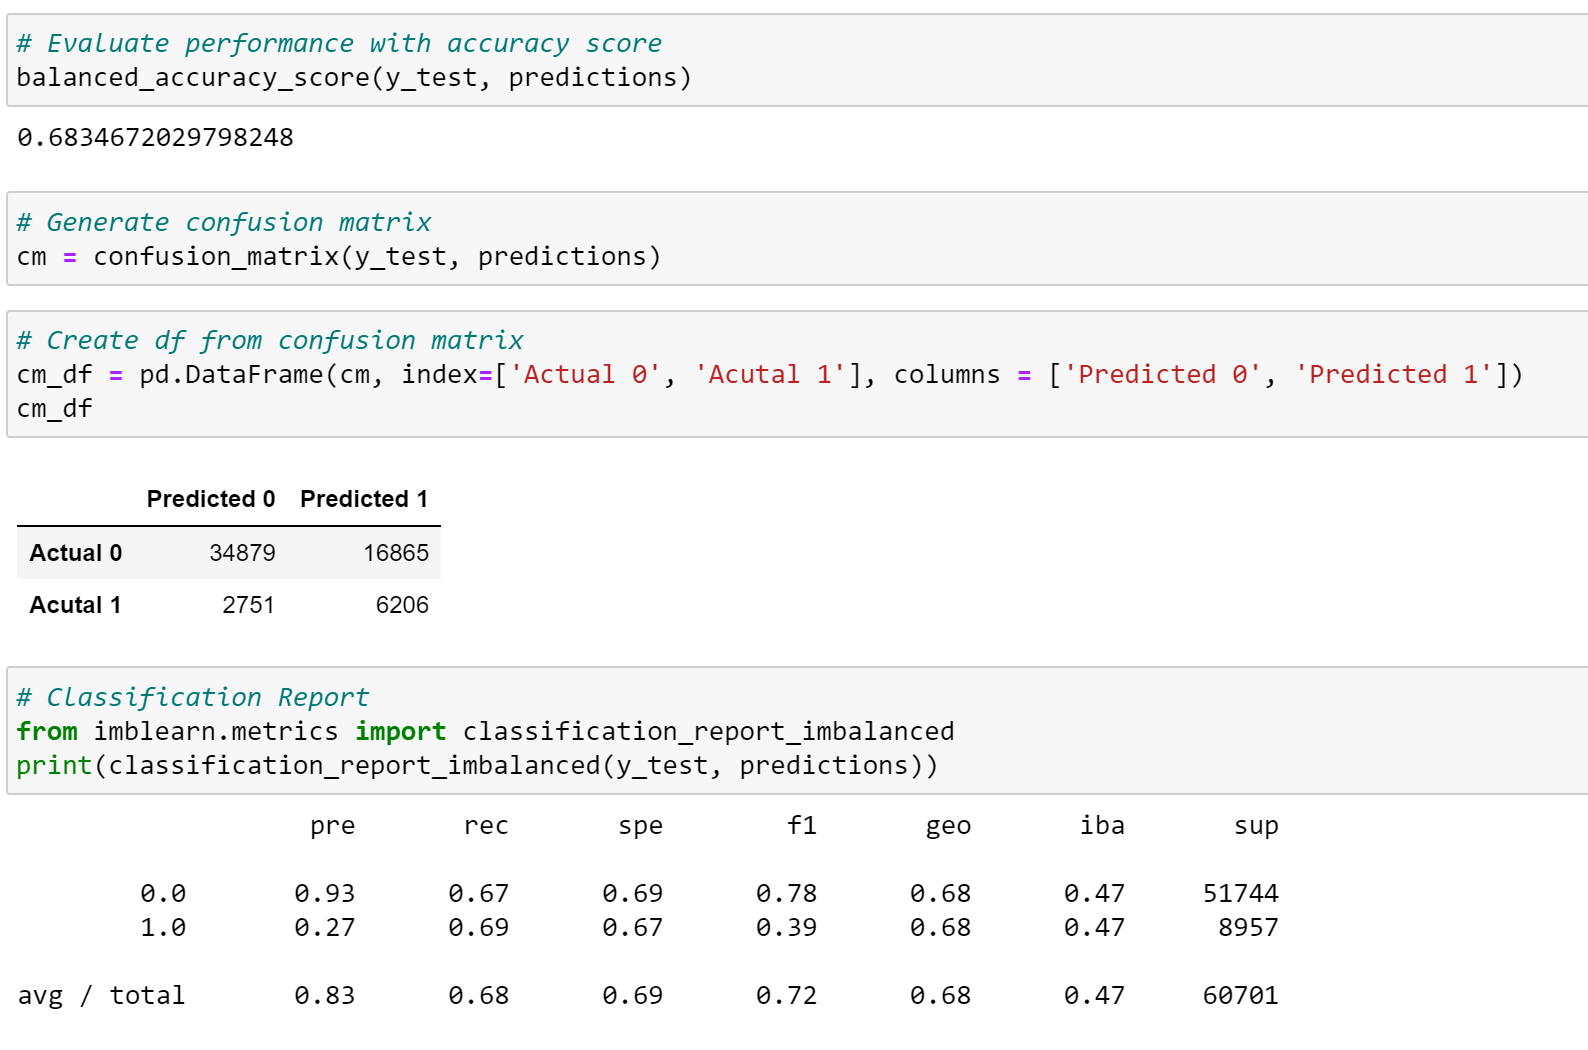 # Evaluate performance with accuracy score
balanced_accuracy_score(y_test, predictions)
0.6834672029798248
# Generate confusion matrix
cm = confusion_matrix(y_test, predictions)
# Create df from confusion matrix
cm_df = pd.DataFrame(cm, index=['Actual 0', 'Acutal 1'], columns = ['Predicted 0', 'Predicted 1'])
cm_df
Predicted 0 Predicted 1
Actual 0 34879 16865
Acutal 1 2751 6206
# Classification Report
from imblearn.metrics import classification_report_imbalanced
print(classification_report_imbalanced(y_test, predictions))
pre rec spe f1 geo iba sup
0.0 0.93 0.67 0.69 0.78 0.68 0.47 51744
1.0 0.27 0.69 0.67 0.39 0.68 0.47 8957
avg / total 0.83 0.68 0.69 0.72 0.68 0.47 60701